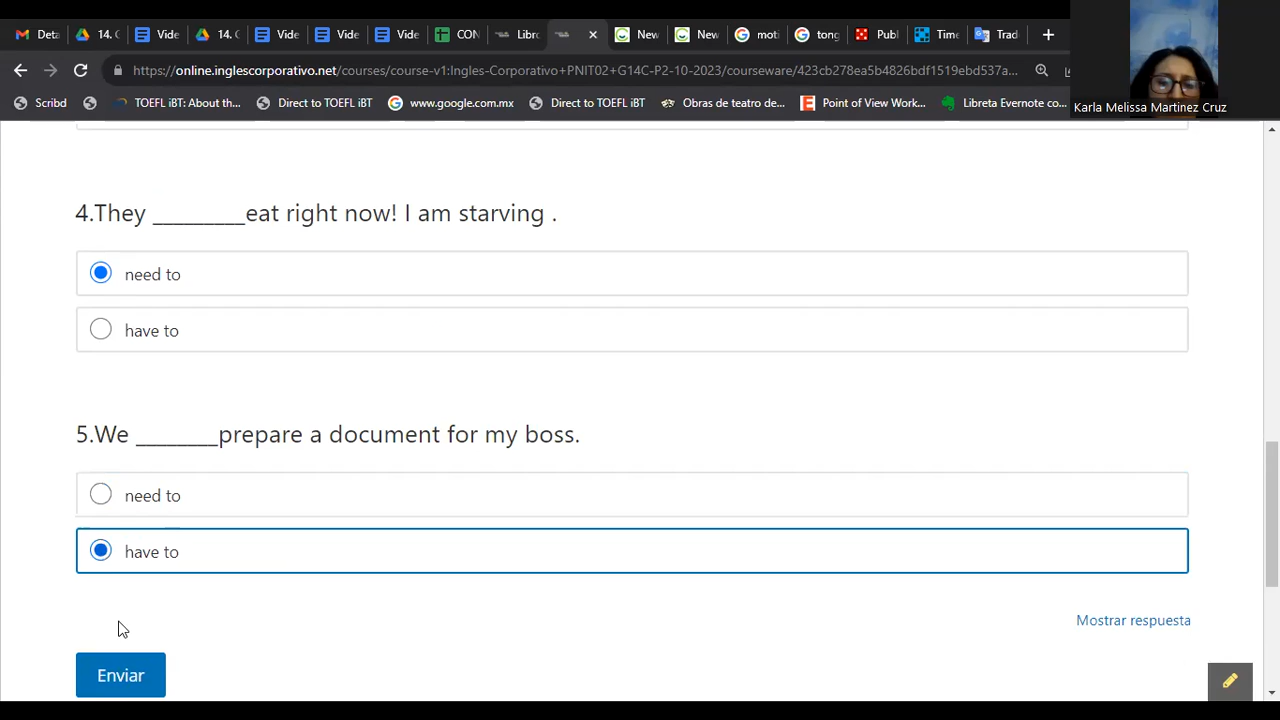 Deta
14. C
Vide
14. C
Vide
Vide
Vide
CON
Libro
New
New
moti
tong
Publ
Time
Trad
https://online.inglescorporativo.net/courses/course-v1:Ingles-Corporativo+PNIT02+G14C-P2-10-2023/courseware/423cb278ea5b4826bdf1519ebd537a...
Scribd
TOEFL iBT: About th...
Direct to TOEFL iBT
www.google.com.mx
Direct to TOEFL iBT
Obras de teatro de...
Point of View Work...
Libreta Evernote co...
Karla Melissa Martinez Cruz
4.They _________eat right now! I am starving .
need to
have to
5.We ________prepare a document for my boss.
need to
have to
Mostrar respuesta
Enviar